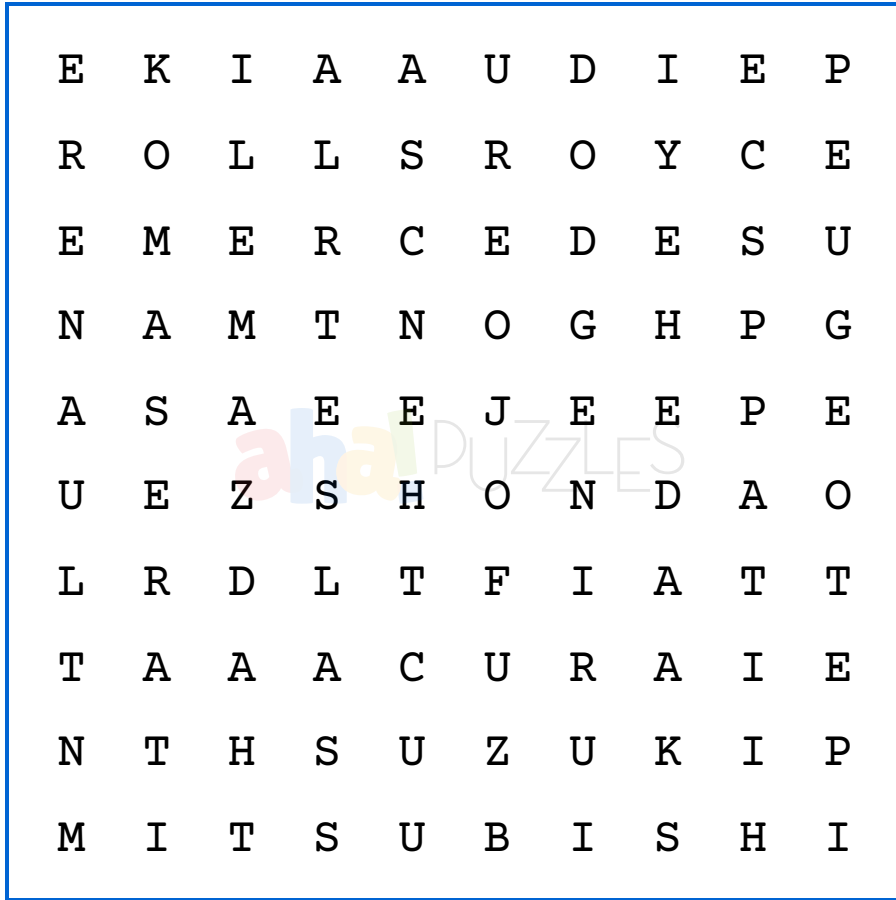 E K I A A U D I E P
R O L L S R O Y C E
E M E R C E D E S U
N A M T N O G H P G
A S A E E J E E P E
aha! PUZZLES
U E Z S H O N D A O
L R D L T F I A T T
T A A A C U R A I E
N T H S U Z U K I P
M I T S U B I S H I